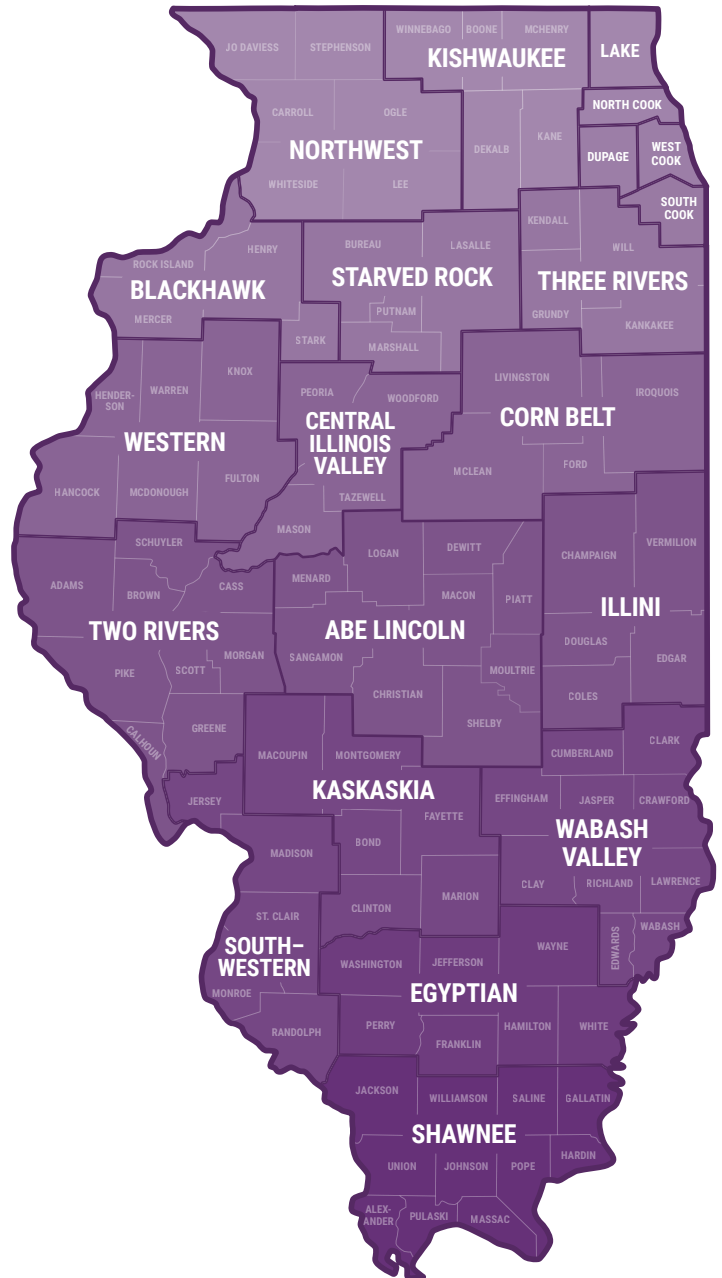 WINNEBAGO
BOONE
MCHENRY
JO DAVIESS
STEPHENSON
KISHWAUKEE
LAKE
NORTH COOK
CARROLL
OGLE
KANE
DEKALB
NORTHWEST
DUPAGE
WEST
COOK
WHITESIDE
LEE
SOUTH
COOK
KENDALL
HENRY
BUREAU
LASALLE
WILL
ROCK ISLAND
BLACKHAWK
STARVED ROCK
THREE RIVERS
MERCER
PUTNAM
GRUNDY
KANKAKEE
STARK
MARSHALL
KNOX
LIVINGSTON
HENDER-
SON
WARREN
PEORIA
WOODFORD
IROQUOIS
CENTRAL
ILLINOIS
VALLEY
CORN BELT
WESTERN
FULTON
MCLEAN
FORD
HANCOCK
MCDONOUGH
TAZEWELL
MASON
SCHUYLER
LOGAN
DEWITT
CHAMPAIGN
VERMILION
ADAMS
BROWN
CASS
MENARD
MACON
PIATT
ILLINI
TWO RIVERS
ABE LINCOLN
DOUGLAS
EDGAR
MORGAN
SANGAMON
PIKE
SCOTT
MOULTRIE
CHRISTIAN
COLES
SHELBY
GREENE
CALHOUN
MACOUPIN
MONTGOMERY
CUMBERLAND
CLARK
KASKASKIA
JERSEY
FAYETTE
EFFINGHAM
JASPER
CRAWFORD
WABASH
VALLEY
MADISON
BOND
CLAY
RICHLAND
LAWRENCE
MARION
CLINTON
ST. CLAIR
WABASH
EDWARDS
WAYNE
SOUTH–
WESTERN
WASHINGTON
JEFFERSON
MONROE
EGYPTIAN
RANDOLPH
PERRY
FRANKLIN
HAMILTON
WHITE
JACKSON
WILLIAMSON
SALINE
GALLATIN
SHAWNEE
UNION
JOHNSON
POPE
HARDIN
ALEX-
ANDER
PULASKI
MASSAC